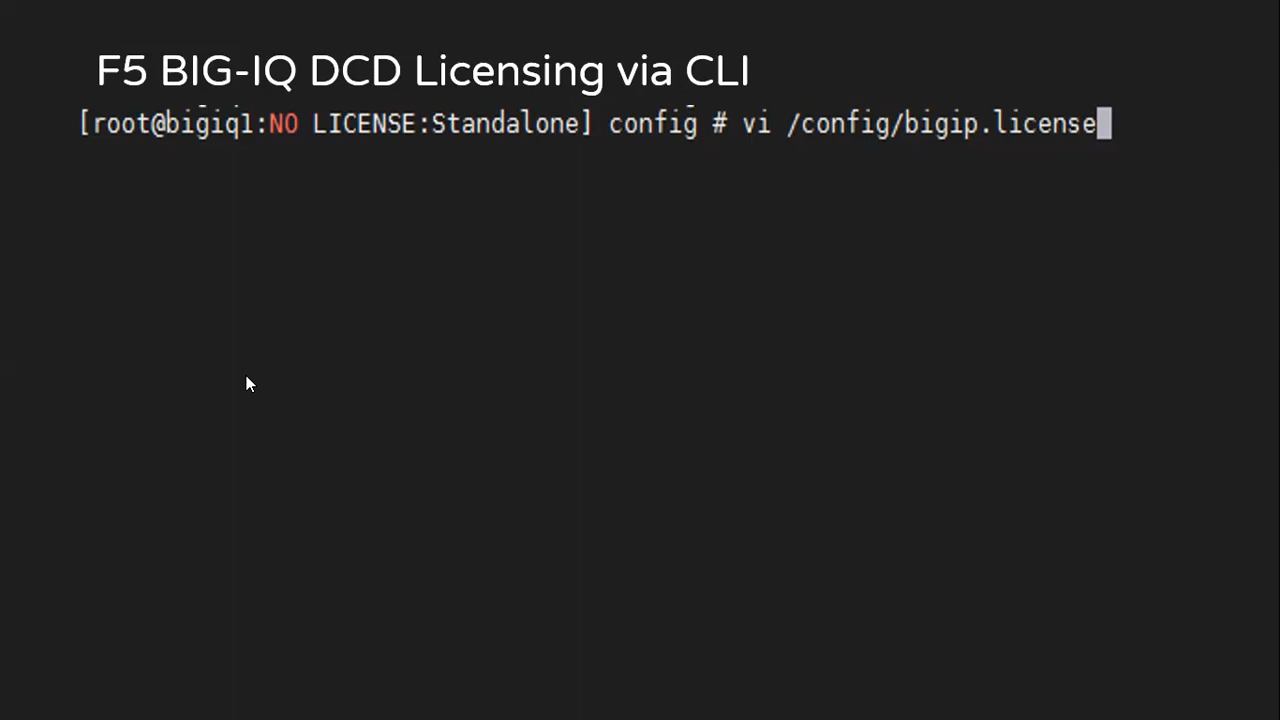 F5 BIG-IQ DCD Licensing via CLI
[root@bigiq1:NO LICENSE:Standalone] config # vi /config/bigip.license